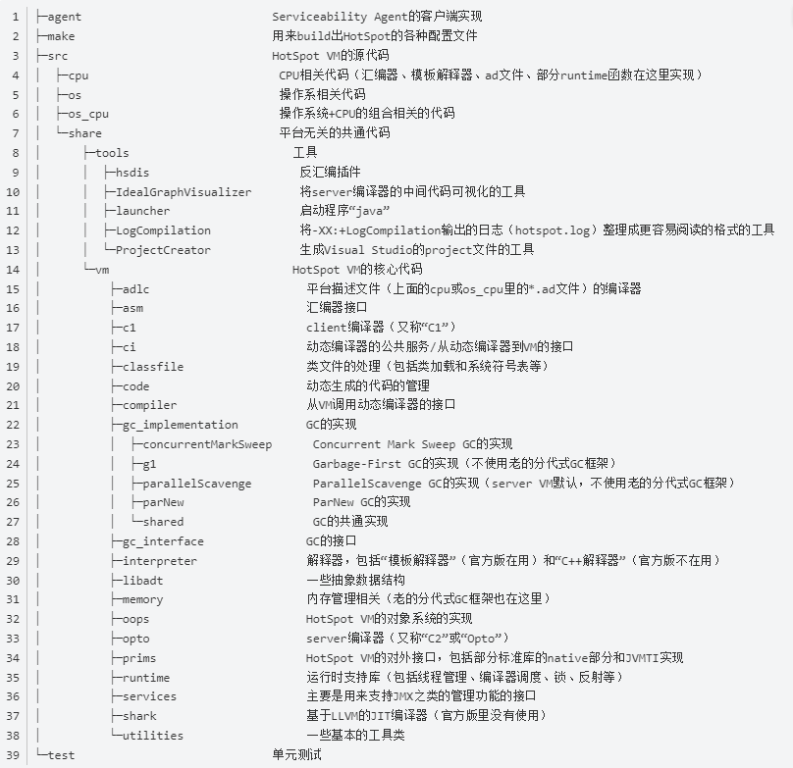 1 ├─agent Serviceability Agent的客户端实现
2 ├─make 用来build出HotSpot的各种配置文件
3 ├─src HotSpot VM的源代码
4 │ ├─cpu CPU相关代码（汇编器、模板解释器、ad文件、部分runtime函数在这里实现）
5 │ ├─os 操作系相关代码
6 │ ├─os_cpu 操作系统+CPU的组合相关的代码
7 │ └─share 平台无关的共通代码
8 │ ├─tools 工具
9 │ │ ├─hsdis 反汇编插件
10 │ │ ├─IdealGraphVisualizer 将server编译器的中间代码可视化的工具
11 │ │ ├─launcher 启动程序“java”
12 │ │ ├─LogCompilation 将-XX:+LogCompilation输出的日志（hotspot.log）整理成更容易阅读的格式的工具
13 │ │ └─ProjectCreator 生成Visual Studio的project文件的工具
14 │ └─vm HotSpot VM的核心代码
15 │ ├─adlc 平台描述文件（上面的cpu或os_cpu里的*.ad文件）的编译器
16 │ ├─asm 汇编器接口
17 │ ├─c1 client编译器（又称“C1”）
18 │ ├─ci 动态编译器的公共服务/从动态编译器到VM的接口
19 │ ├─classfile 类文件的处理（包括类加载和系统符号表等）
20 │ ├─code 动态生成的代码的管理
21 │ ├─compiler 从VM调用动态编译器的接口
22 │ ├─gc_implementation GC的实现
23 │ │ ├─concurrentMarkSweep Concurrent Mark Sweep GC的实现
24 │ │ ├─g1 Garbage-First GC的实现（不使用老的分代式GC框架）
25 │ │ ├─parallelScavenge ParallelScavenge GC的实现（server VM默认，不使用老的分代式GC框架）
26 │ │ ├─parNew ParNew GC的实现
27 │ │ └─shared GC的共通实现
28 │ ├─gc_interface GC的接口
29 │ ├─interpreter 解释器，包括“模板解释器”（官方版在用）和“C++解释器”（官方版不在用）
30 │ ├─libadt 一些抽象数据结构
31 │ ├─memory 内存管理相关（老的分代式GC框架也在这里）
32 │ ├─oops HotSpot VM的对象系统的实现
33 │ ├─opto server编译器（又称“C2”或“Opto”）
34 │ ├─prims HotSpot VM的对外接口，包括部分标准库的native部分和JVMTI实现
35 │ ├─runtime 运行时支持库（包括线程管理、编译器调度、锁、反射等）
36 │ ├─services 主要是用来支持JMX之类的管理功能的接口
37 │ ├─shark 基于LLVM的JIT编译器（官方版里没有使用）
38 │ └─utilities 一些基本的工具类
39 └─test 单元测试